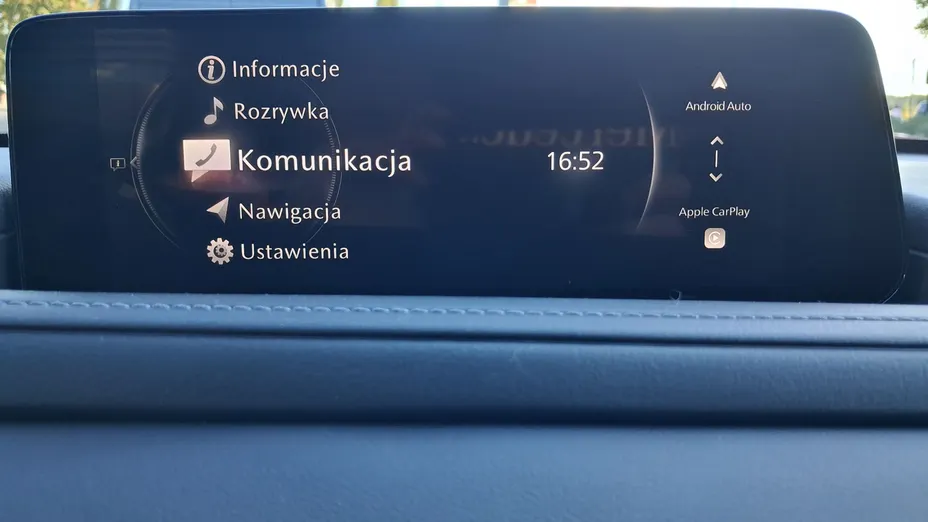 Informacje
Rozrywka
Komunikacja
Nawigacja
Ustawienia
16:52
Android Auto
Apple CarPlay